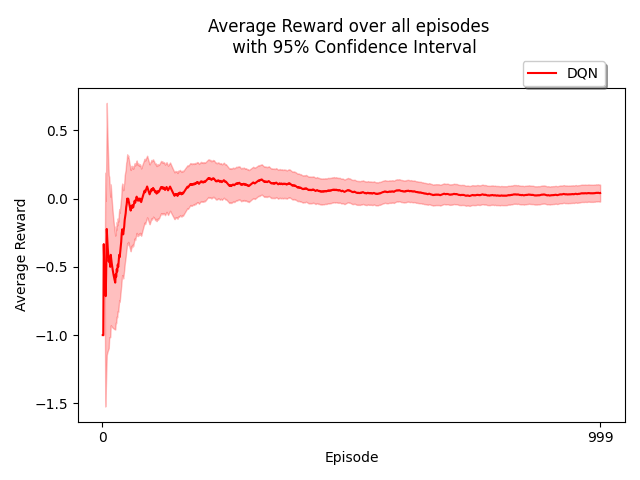 Average Reward over all episodes
with 95% Confidence Interval
DQN
0.5
0.0
−0.5
−1.0
−1.5
Average Reward
0
999
Episode